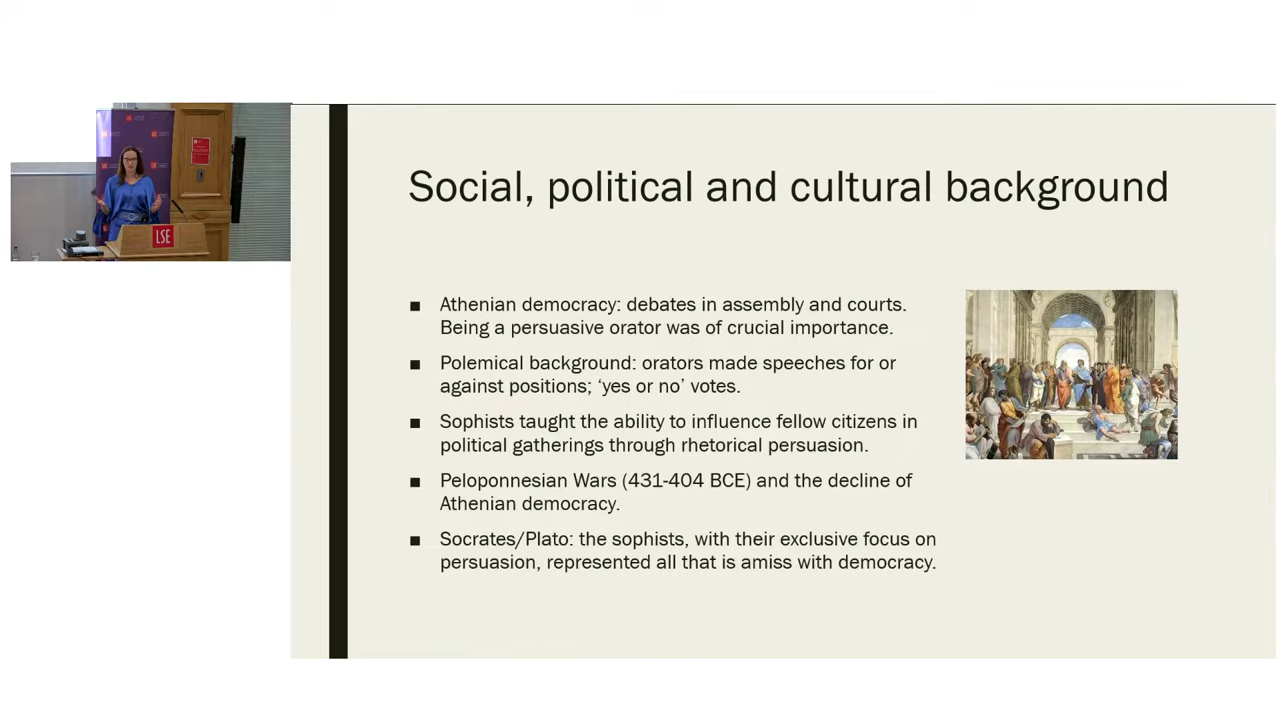 LSE
Social, political and cultural background
■ Athenian democracy: debates in assembly and courts.
Being a persuasive orator was of crucial importance.
■ Polemical background: orators made speeches for or
against positions; ‘yes or no’ votes.
■ Sophists taught the ability to influence fellow citizens in
political gatherings through rhetorical persuasion.
■ Peloponnesian Wars (431-404 BCE) and the decline of
Athenian democracy.
■ Socrates/Plato: the sophists, with their exclusive focus on
persuasion, represented all that is amiss with democracy.